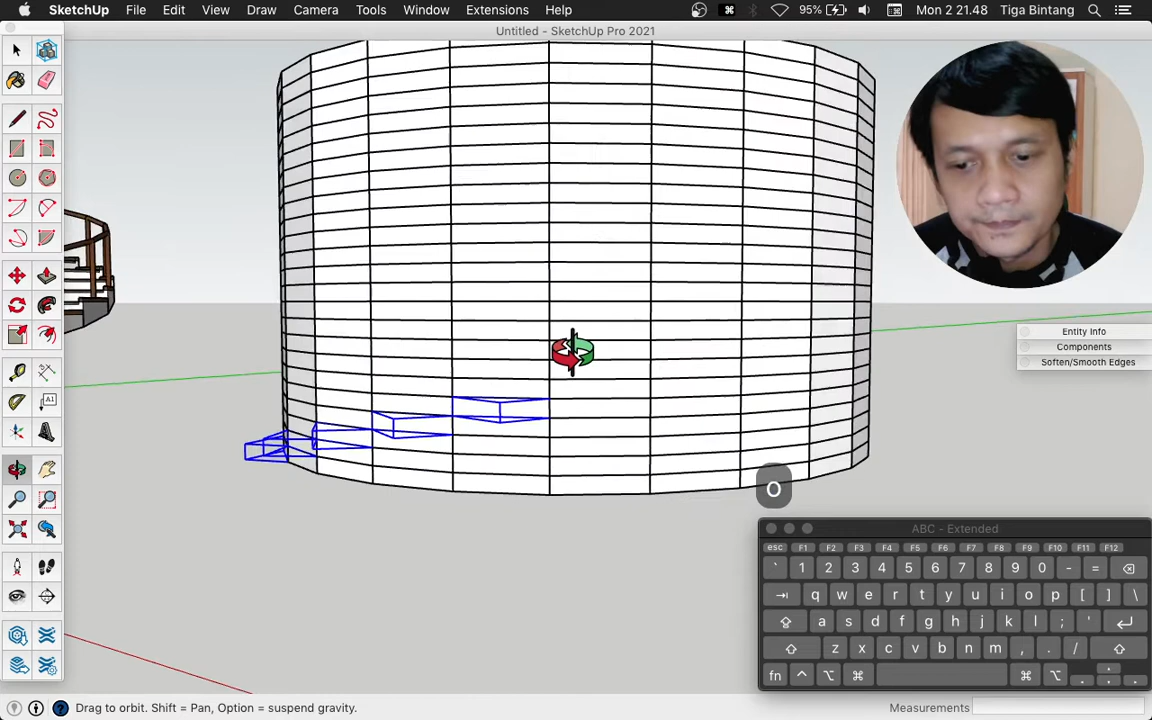 SketchUp File Edit View Draw Camera Tools Window Extensions Help 95% Mon 2 21.48 Tiga Bintang
Untitled - SketchUp Pro 2021
A1
Entity Info
Components
Soften/Smooth Edges
O
ABC - Extended
esc F1 F2 F3 F4 F5 F6 F7 F8 F9 F10 F11 F12
` 1 2 3 4 5 6 7 8 9 0 - = 
q w e r t y u i o p [ ] \
a s d f g h j k l ; '
z x c v b n m , . /
fn ^ ⌥ ⌘ ⌘ ⌥
Drag to orbit. Shift = Pan, Option = suspend gravity.
Measurements